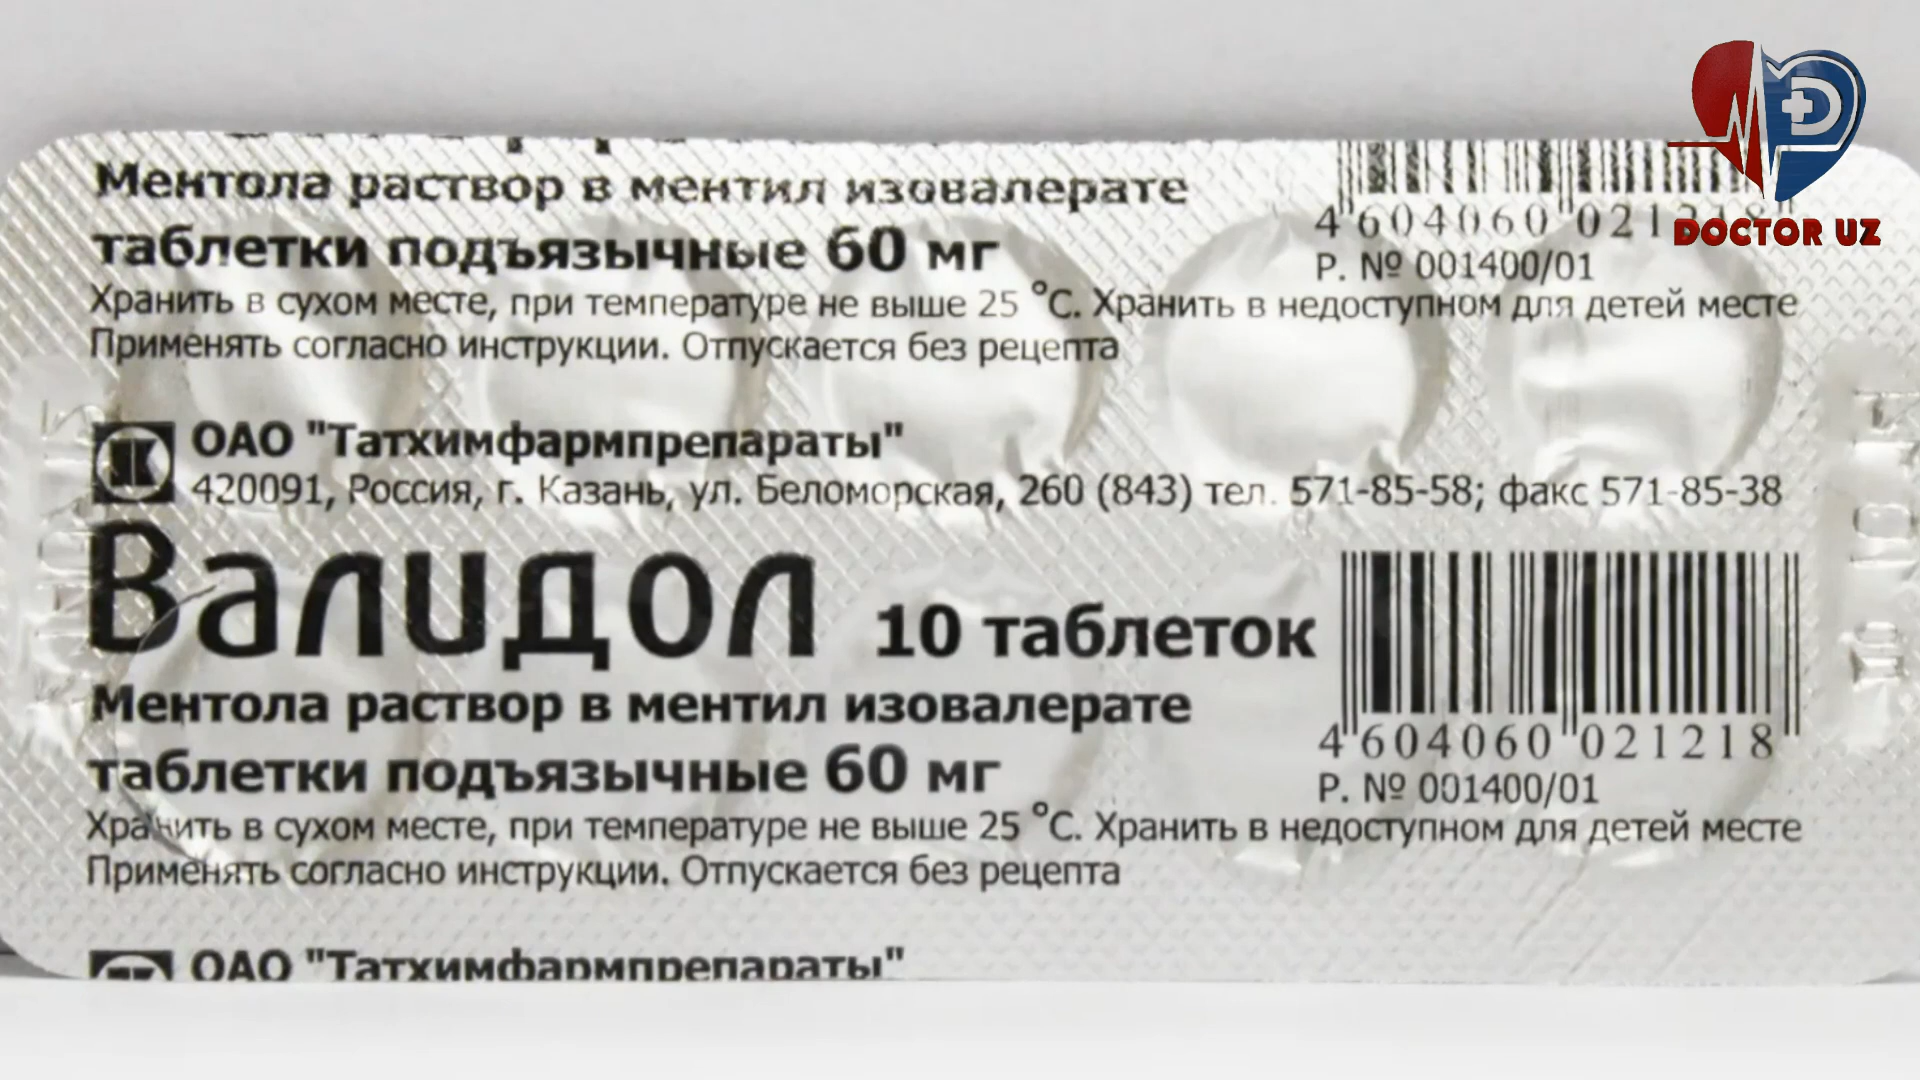 Ментола раствор в ментил изовалерате
таблетки подъязычные 60 мг
4 604060 021218
Р. № 001400/01
Хранить в сухом месте, при температуре не выше 25 °С. Хранить в недоступном для детей месте
Применять согласно инструкции. Отпускается без рецепта
DOCTOR UZ
ОАО "Татхимфармпрепараты"
420091, Россия, г. Казань, ул. Беломорская, 260 (843) тел. 571-85-58; факс 571-85-38
Валидол 10 таблеток
Ментола раствор в ментил изовалерате
таблетки подъязычные 60 мг
4 604060 021218
Р. № 001400/01
Хранить в сухом месте, при температуре не выше 25 °С. Хранить в недоступном для детей месте
Применять согласно инструкции. Отпускается без рецепта
ОАО "Татхимфармпрепараты"